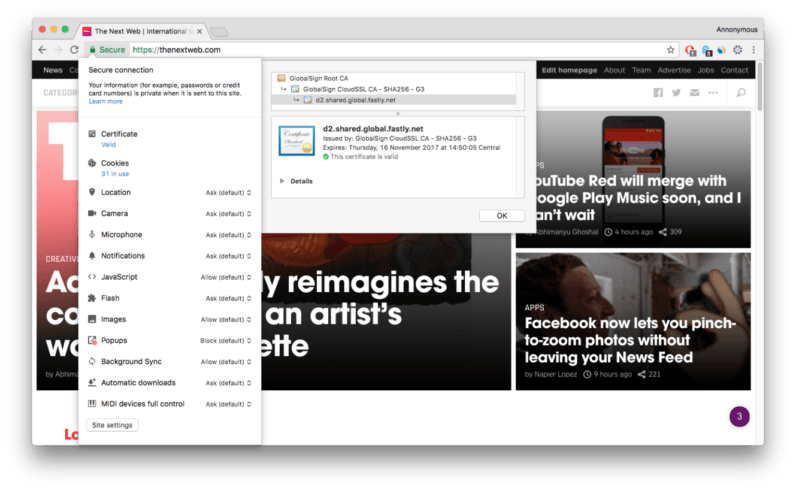 The Next Web | International t
Annonymous
Secure
https://thenextweb.com
Secure connection
Your information (for example, passwords or credit
card numbers) is private when it is sent to this site.
Learn more
Certificate
Valid
Cookies
31 in use
Location Ask (default)
Camera Ask (default)
Microphone Ask (default)
Notifications Ask (default)
JavaScript Allow (default)
Flash Ask (default)
Images Allow (default)
Popups Block (default)
Background Sync Allow (default)
Automatic downloads Ask (default)
MIDI devices full control Ask (default)
Site settings
GlobalSign Root CA
GlobalSign CloudSSL CA - SHA256 - G3
d2.shared.global.fastly.net
Certificate
Standard
d2.shared.global.fastly.net
Issued by: GlobalSign CloudSSL CA - SHA256 - G3
Expires: Thursday, 16 November 2017 at 14:50:05 Central
This certificate is valid
Details
OK
News Co
Edit homepage About Team Advertise Jobs Contact
CATEGOR
CREATIV
Ad ly reimagines the
co an artist's
wa ette
by Abhima
Lo
APPS
ouTube Red will merge with
oogle Play Music soon, and I
an't wait
by Abhimanyu Ghoshal 4 hours ago 309
APPS
Facebook now lets you pinch-
to-zoom photos without
leaving your News Feed
by Napier Lopez 9 hours ago 221
3